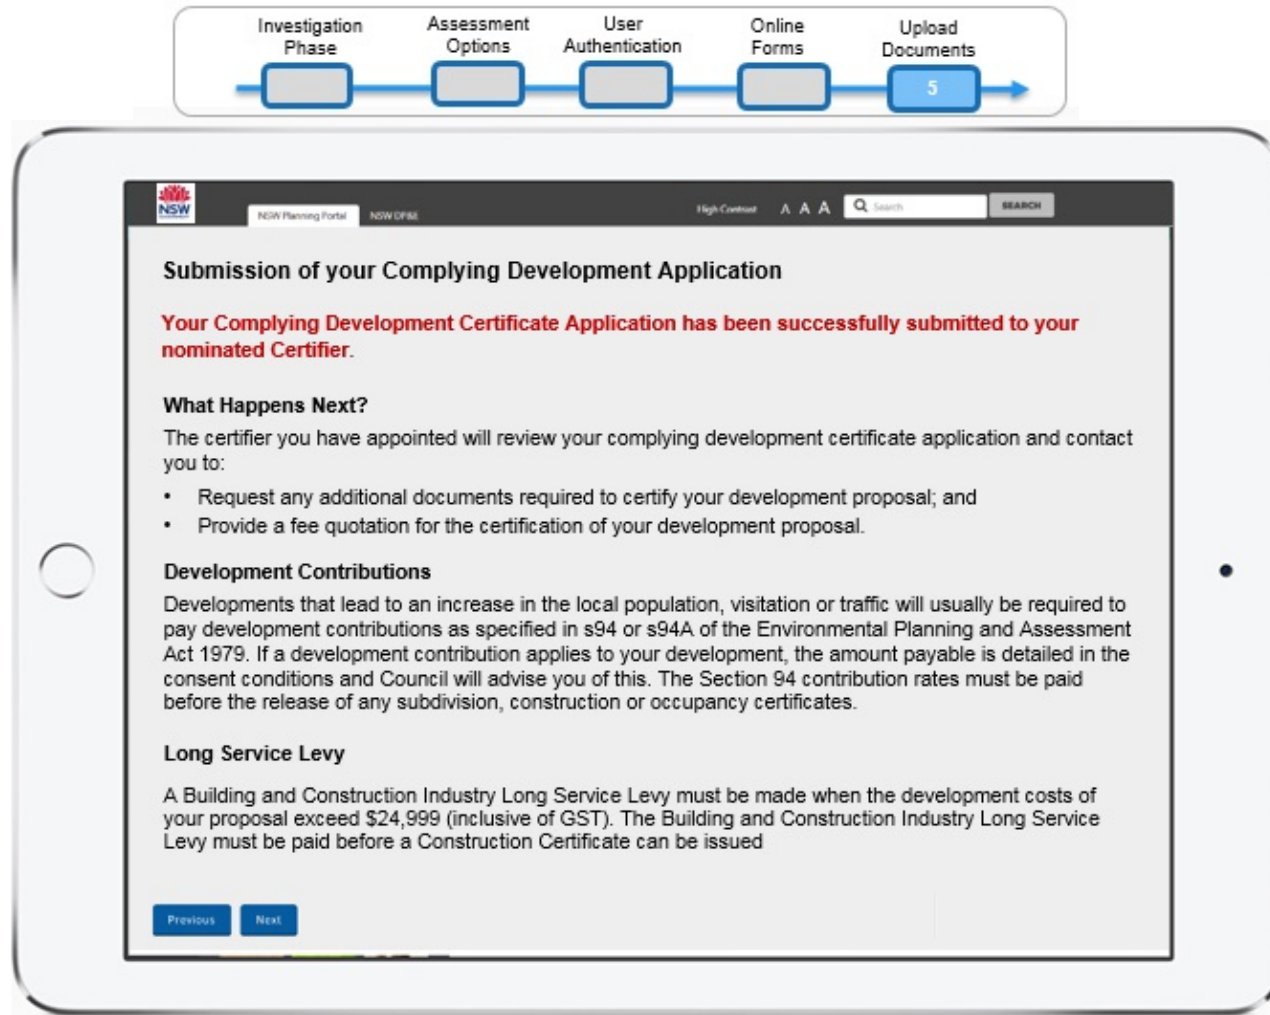 Investigation Phase
Assessment Options
User Authentication
Online Forms
Upload Documents
5
NSW
NSW Planning Portal
NSW DP&E
High Contrast
A A A
Search
SEARCH
Submission of your Complying Development Application
Your Complying Development Certificate Application has been successfully submitted to your
nominated Certifier.
What Happens Next?
The certifier you have appointed will review your complying development certificate application and contact
you to:
• Request any additional documents required to certify your development proposal; and
• Provide a fee quotation for the certification of your development proposal.
Development Contributions
Developments that lead to an increase in the local population, visitation or traffic will usually be required to
pay development contributions as specified in s94 or s94A of the Environmental Planning and Assessment
Act 1979. If a development contribution applies to your development, the amount payable is detailed in the
consent conditions and Council will advise you of this. The Section 94 contribution rates must be paid
before the release of any subdivision, construction or occupancy certificates.
Long Service Levy
A Building and Construction Industry Long Service Levy must be made when the development costs of
your proposal exceed $24,999 (inclusive of GST). The Building and Construction Industry Long Service
Levy must be paid before a Construction Certificate can be issued
Previous
Next